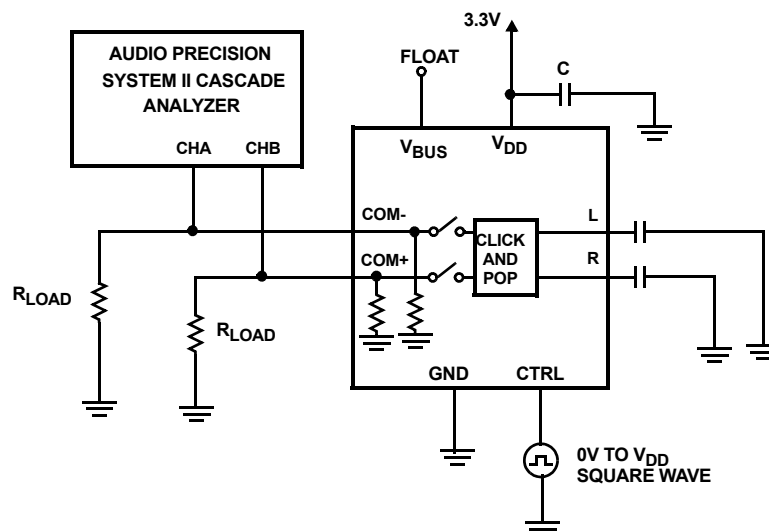 AUDIO PRECISION
SYSTEM II CASCADE
ANALYZER
CHA
CHB
3.3V
FLOAT
C
VBUS
VDD
COM-
COM+
CLICK
AND
POP
L
R
RLOAD
RLOAD
GND
CTRL
0V TO VDD
SQUARE WAVE